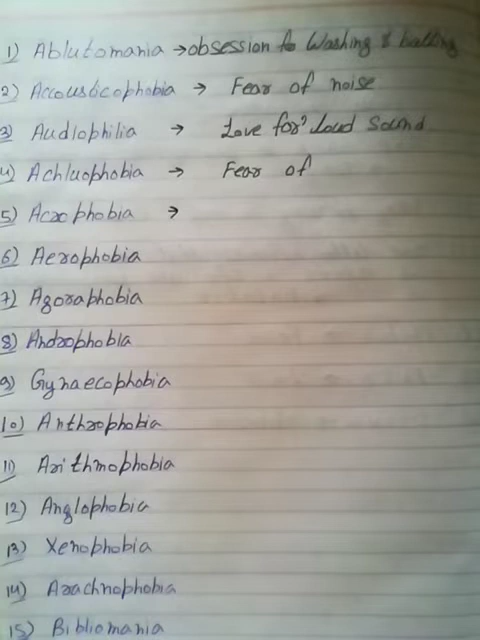 1) Ablutomania → obsession to Washing & bathing
2) Accousticophobia → Fear of noise
3) Audiophilia → Love for loud Sound
4) Achluophobia → Fear of
5) Acrophobia →
6) Aerophobia
7) Agoraphobia
8) Androphobia
9) Gynaecophobia
10) Anthrophobia
11) Arithmophobia
12) Anglophobia
13) Xenophobia
14) Arachnophobia
15) Bibliomania